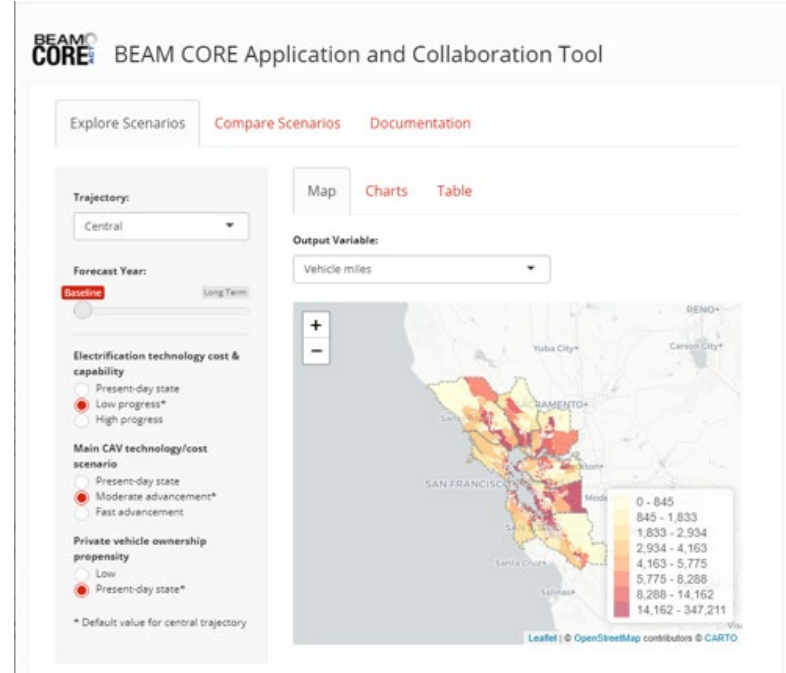 BEAM
CORE
ACT
BEAM CORE Application and Collaboration Tool
Explore Scenarios
Compare Scenarios
Documentation
Trajectory:
Central
Forecast Year:
Baseline
Long Term
Electrification technology cost &
capability
Present-day state
Low progress*
High progress
Main CAV technology/cost
scenario
Present-day state
Moderate advancement*
Fast advancement
Private vehicle ownership
propensity
Low
Present-day state*
* Default value for central trajectory
Map
Charts
Table
Output Variable:
Vehicle miles
+
−
RENO
Yuba City
Carson City
SAN FRANCISCO
Santa Cruz
Salinas
0 - 845
845 - 1,833
1,833 - 2,934
2,934 - 4,163
4,163 - 5,775
5,775 - 8,288
8,288 - 14,162
14,162 - 347,211
Leaflet | © OpenStreetMap contributors © CARTO